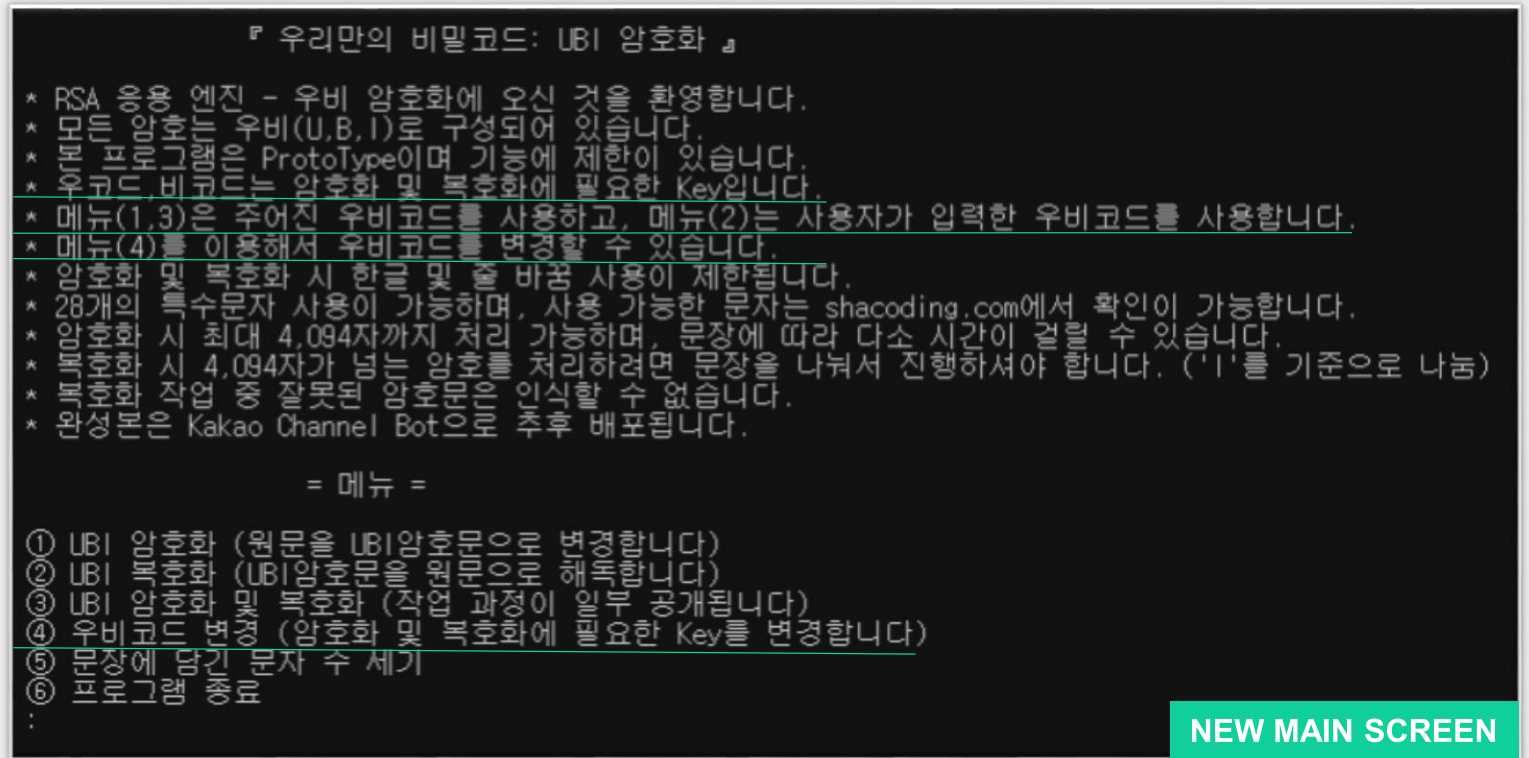 『 우리만의 비밀코드: UBI 암호화 』
* RSA 응용 엔진 - 우비 암호화에 오신 것을 환영합니다.
* 모든 암호는 우비(U,B,I)로 구성되어 있습니다.
* 본 프로그램은 ProtoType이며 기능에 제한이 있습니다.
* 우코드,비코드는 암호화 및 복호화에 필요한 Key입니다.
* 메뉴(1,3)은 주어진 우비코드를 사용하고, 메뉴(2)는 사용자가 입력한 우비코드를 사용합니다.
* 메뉴(4)를 이용해서 우비코드를 변경할 수 있습니다.
* 암호화 및 복호화 시 한글 및 줄 바꿈 사용이 제한됩니다.
* 28개의 특수문자 사용이 가능하며, 사용 가능한 문자는 shacoding.com에서 확인이 가능합니다.
* 암호화 시 최대 4,094자까지 처리 가능하며, 문장에 따라 다소 시간이 걸릴 수 있습니다.
* 복호화 시 4,094자가 넘는 암호를 처리하려면 문장을 나눠서 진행하셔야 합니다. ('I'를 기준으로 나눔)
* 복호화 작업 중 잘못된 암호문은 인식할 수 없습니다.
* 완성본은 Kakao Channel Bot으로 추후 배포됩니다.
= 메뉴 =
① UBI 암호화 (원문을 UBI암호문으로 변경합니다)
② UBI 복호화 (UBI암호문을 원문으로 해독합니다)
③ UBI 암호화 및 복호화 (작업 과정이 일부 공개됩니다)
④ 우비코드 변경 (암호화 및 복호화에 필요한 Key를 변경합니다)
⑤ 문장에 담긴 문자 수 세기
⑥ 프로그램 종료
:
NEW MAIN SCREEN